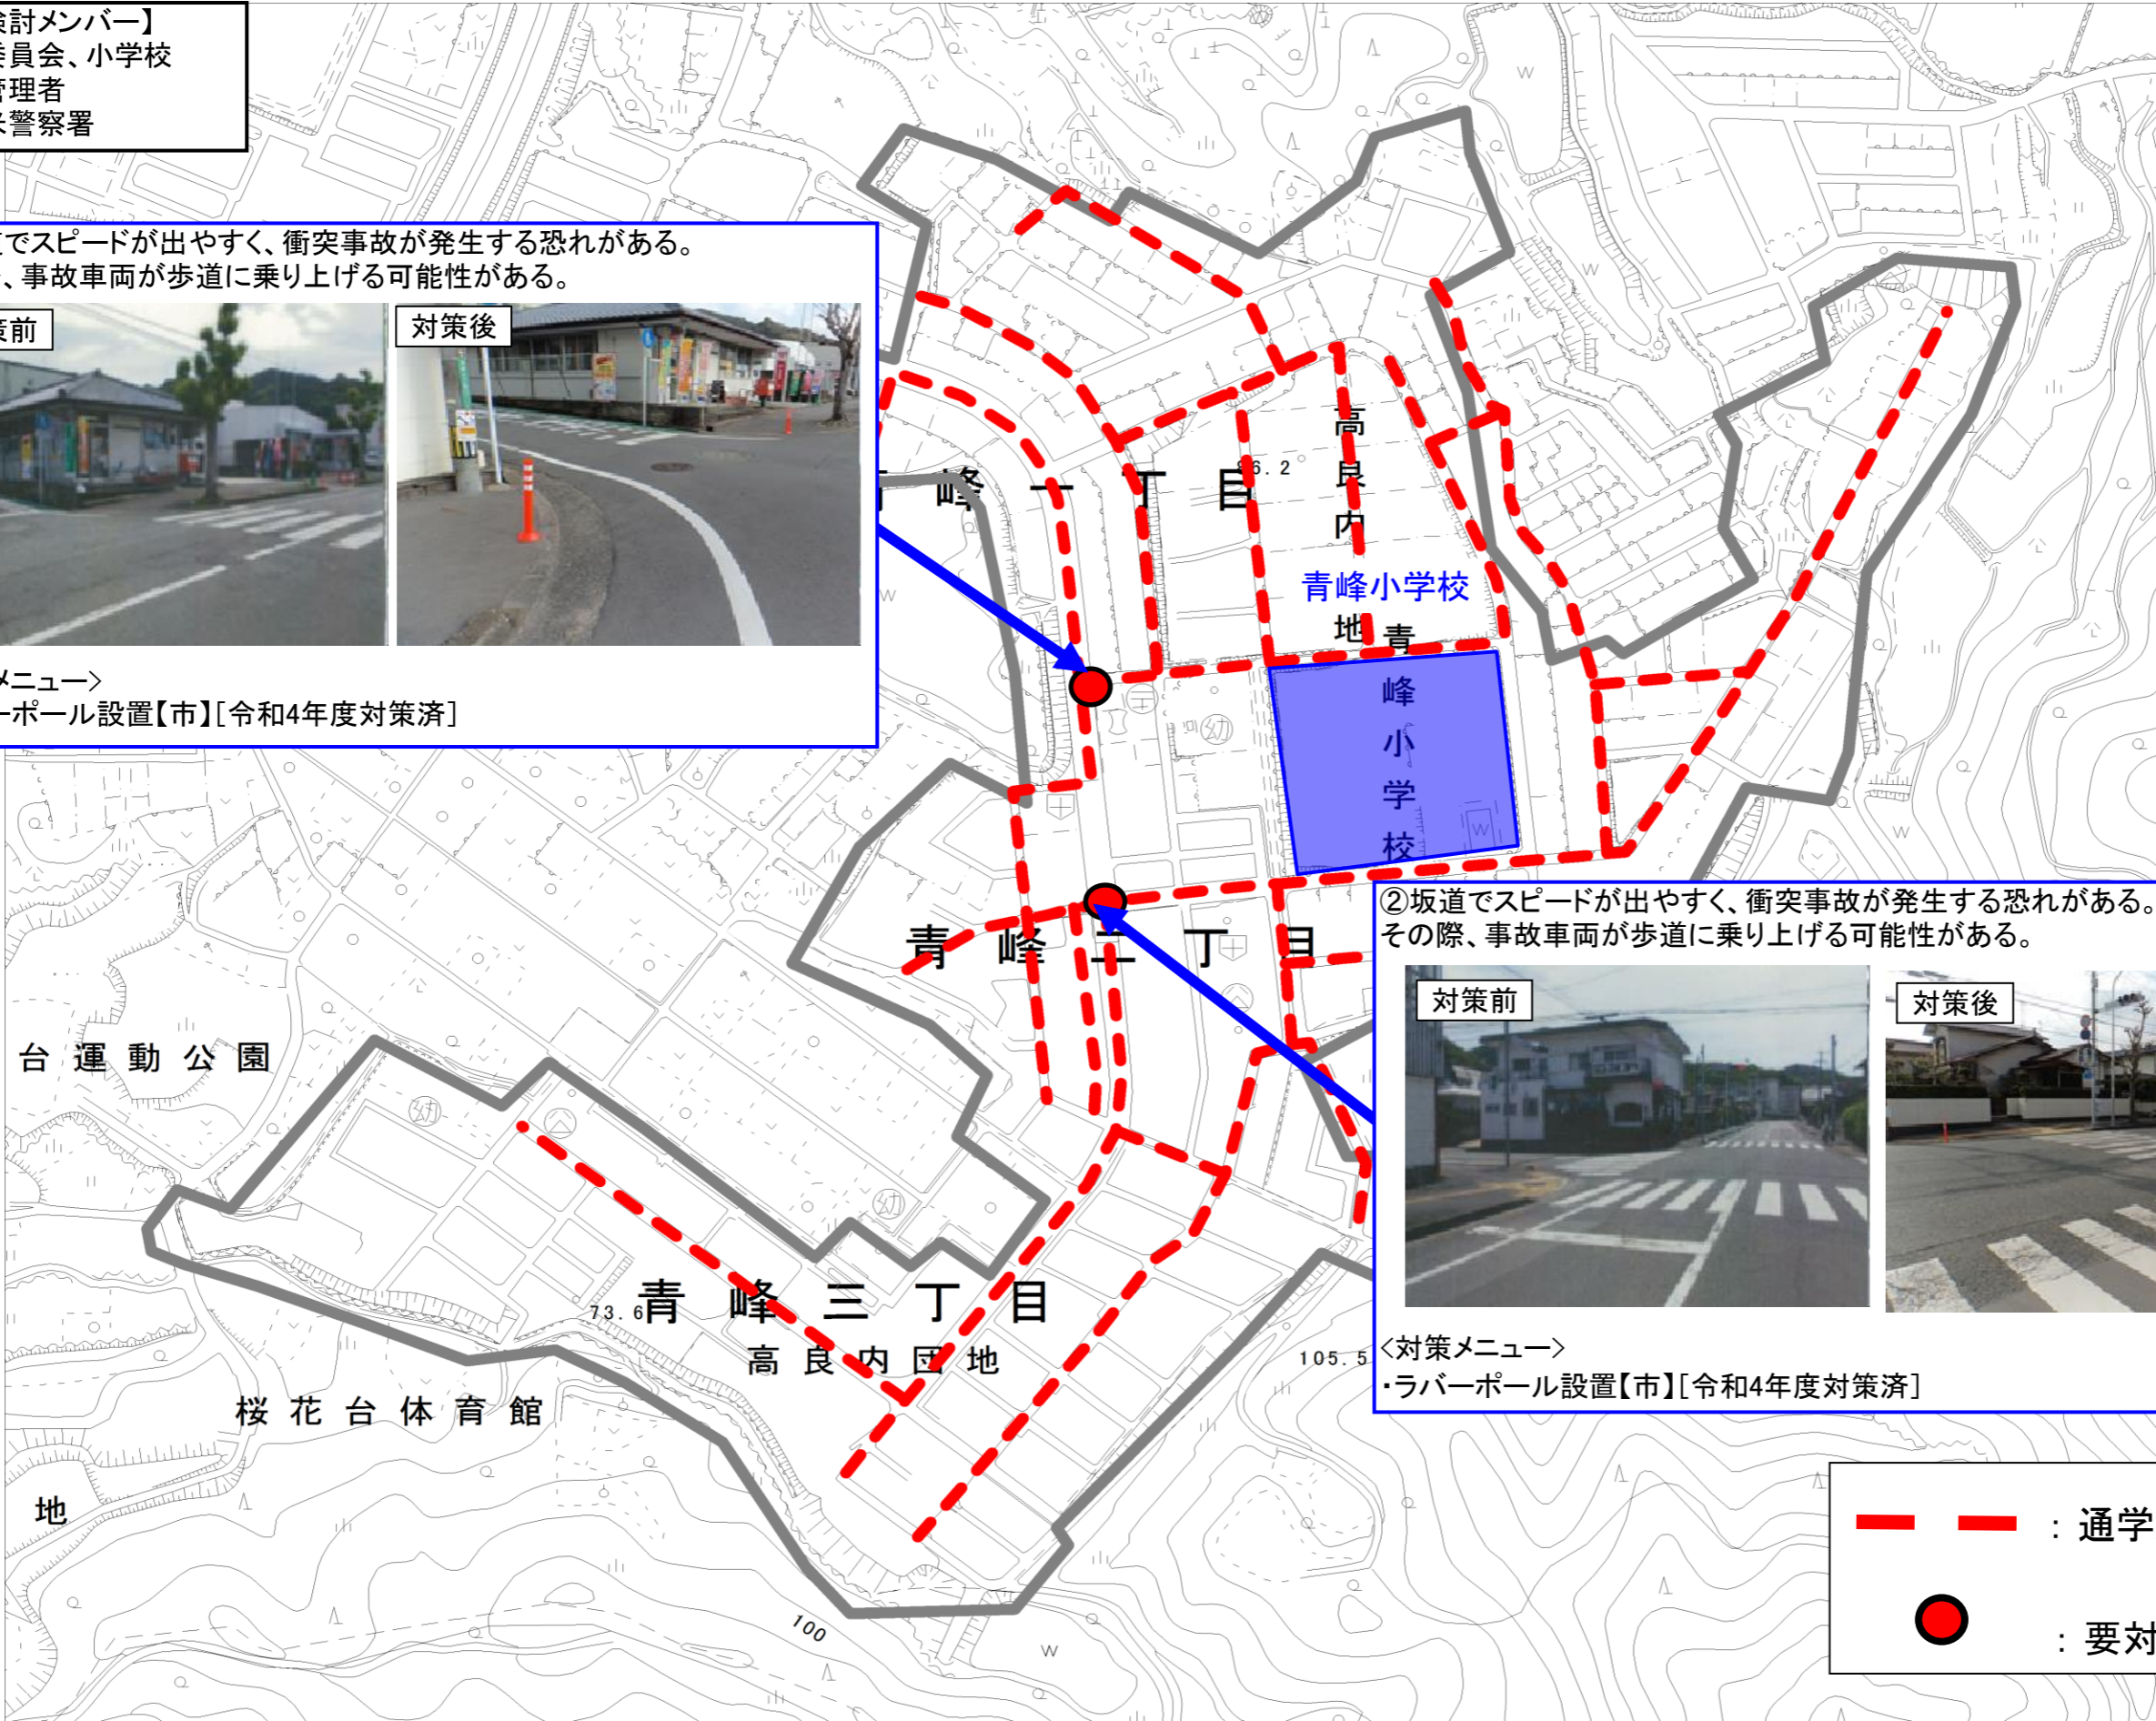 検討メンバー】
委員会、小学校
管理者
米警察署
道でスピードが出やすく、衝突事故が発生する恐れがある。
、事故車両が歩道に乗り上げる可能性がある。
策前
対策後
メニュー＞
ーポール設置【市】[令和4年度対策済]
峰一丁目
86.2
高良内
地
青峰小学校
青峰小学校
青峰二丁目
②坂道でスピードが出やすく、衝突事故が発生する恐れがある。
その際、事故車両が歩道に乗り上げる可能性がある。
対策前
対策後
＜対策メニュー＞
・ラバーポール設置【市】[令和4年度対策済]
台運動公園
73.6
青峰三丁目
高良内団地
105.5
桜花台体育館
地
100
：通学
：要対